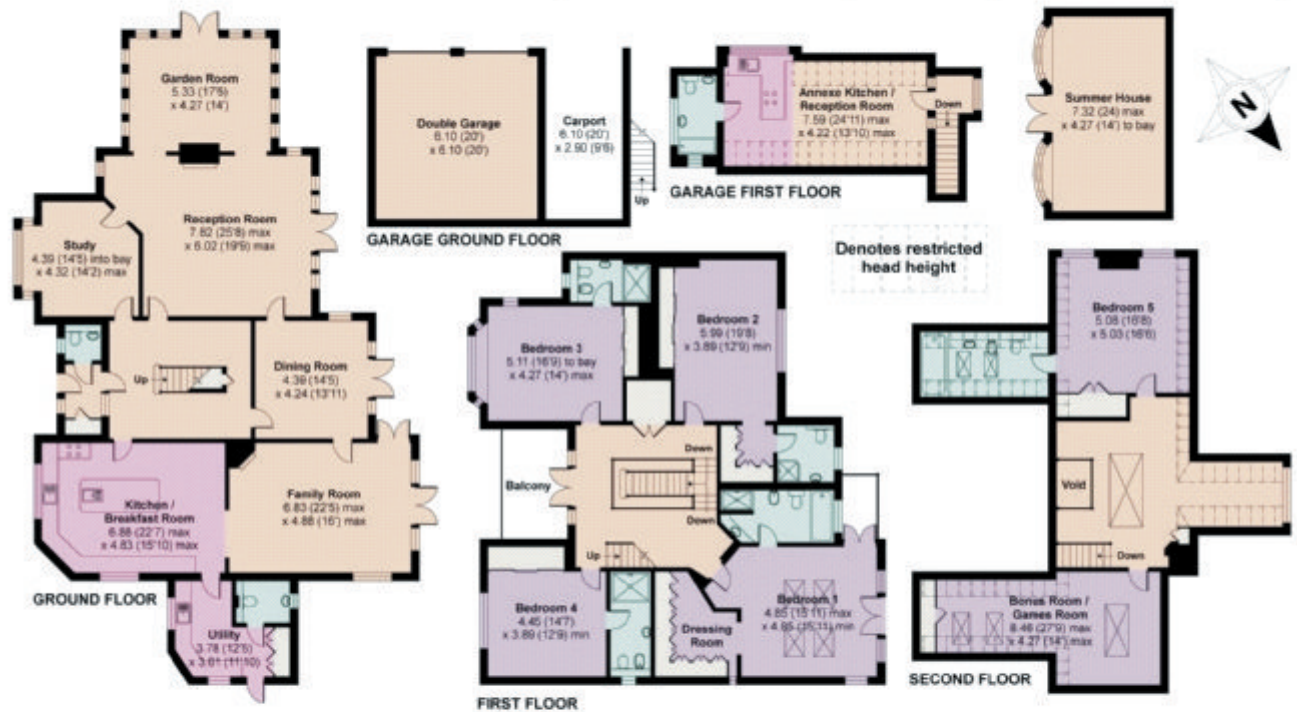 Garden Room
5.33 (17'6)
x 4.27 (14')
Reception Room
7.82 (25'8) max
x 6.02 (19'9) max
Study
4.39 (14'5) into bay
x 4.32 (14'2) max
Up
Dining Room
4.39 (14'5)
x 4.24 (13'11)
Kitchen /
Breakfast Room
6.88 (22'7) max
x 4.83 (15'10) max
Family Room
6.83 (22'5) max
x 4.88 (16') max
GROUND FLOOR
Utility
3.78 (12'5)
x 3.61 (11'10)
Double Garage
6.10 (20')
x 6.10 (20')
Carport
6.10 (20')
x 2.90 (9'6)
Up
GARAGE GROUND FLOOR
Annexe Kitchen /
Reception Room
7.59 (24'11) max
x 4.22 (13'10) max
Down
GARAGE FIRST FLOOR
Summer House
7.32 (24) max
x 4.27 (14') to bay
N
Denotes restricted
head height
Bedroom 2
5.99 (19'8)
x 3.89 (12'9) min
Bedroom 3
5.11 (16'9) to bay
x 4.27 (14') max
Balcony
Down
Down
Up
Bedroom 4
4.45 (14'7)
x 3.89 (12'9) min
Dressing
Room
Bedroom 1
4.85 (15'11) max
x 4.85 (15'11) min
FIRST FLOOR
Bedroom 5
5.08 (16'8)
x 5.03 (16'6)
Void
Down
Bonus Room /
Games Room
8.46 (27'9) max
x 4.27 (14') max
SECOND FLOOR